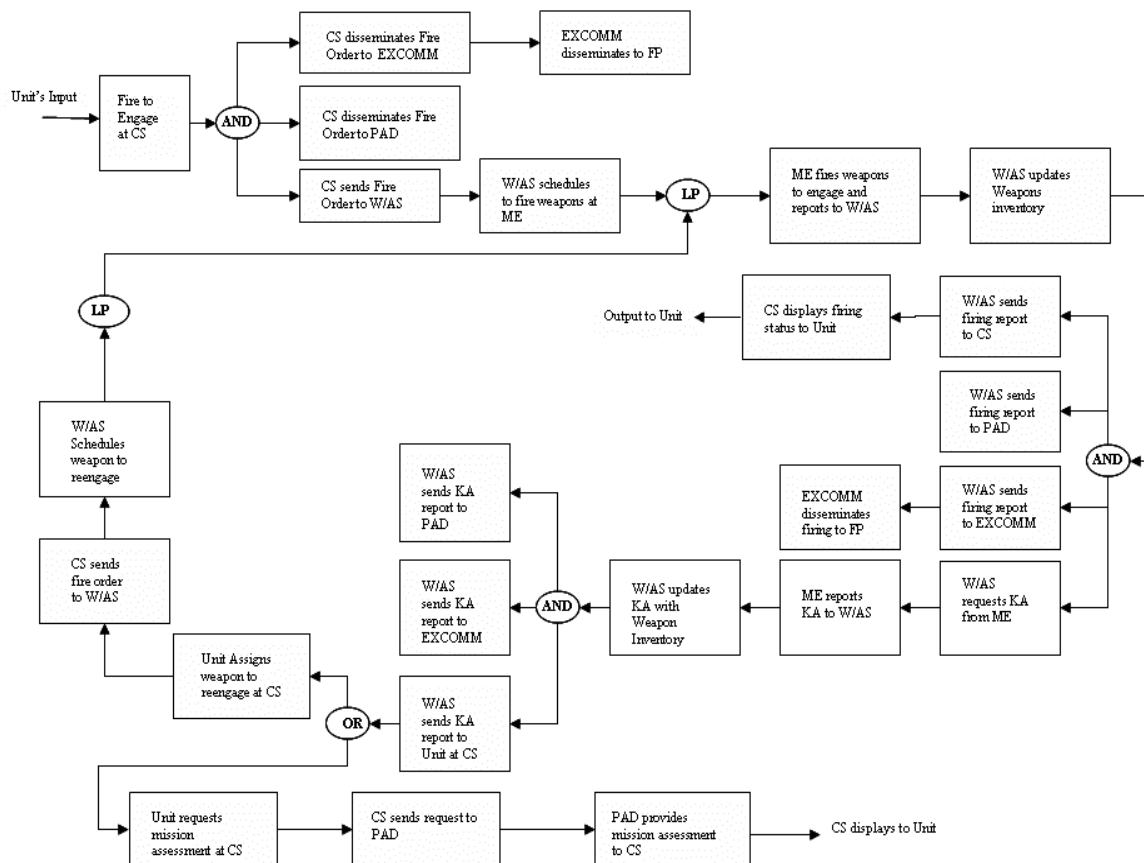 CS disseminates Fire
Order to EXCOMM
EXCOMM
disseminates to FP
Unit's Input
Fire to
Engage
at CS
AND
CS disseminates Fire
Order to PAD
CS sends Fire
Order to W/AS
W/AS schedules
to fire weapons at
ME
LP
ME fires weapons
to engage and
reports to W/AS
W/AS updates
Weapons
inventory
LP
Output to Unit
CS displays firing
status to Unit
W/AS sends
firing report
to CS
W/AS sends
firing report
to PAD
AND
W/AS
Schedules
weapon to
reengage
W/AS
sends KA
report to
PAD
EXCOMM
disseminates
firing to FP
W/AS sends
firing report
to EXCOMM
CS sends
fire order
to W/AS
W/AS
sends KA
report to
EXCOMM
AND
W/AS updates
KA with
Weapon
Inventory
ME reports
KA to W/AS
W/AS
requests KA
from ME
Unit Assigns
weapon to
reengage at CS
OR
W/AS
sends KA
report to
Unit at CS
Unit requests
mission
assessment at CS
CS sends request to
PAD
PAD provides
mission assessment
to CS
CS displays to Unit